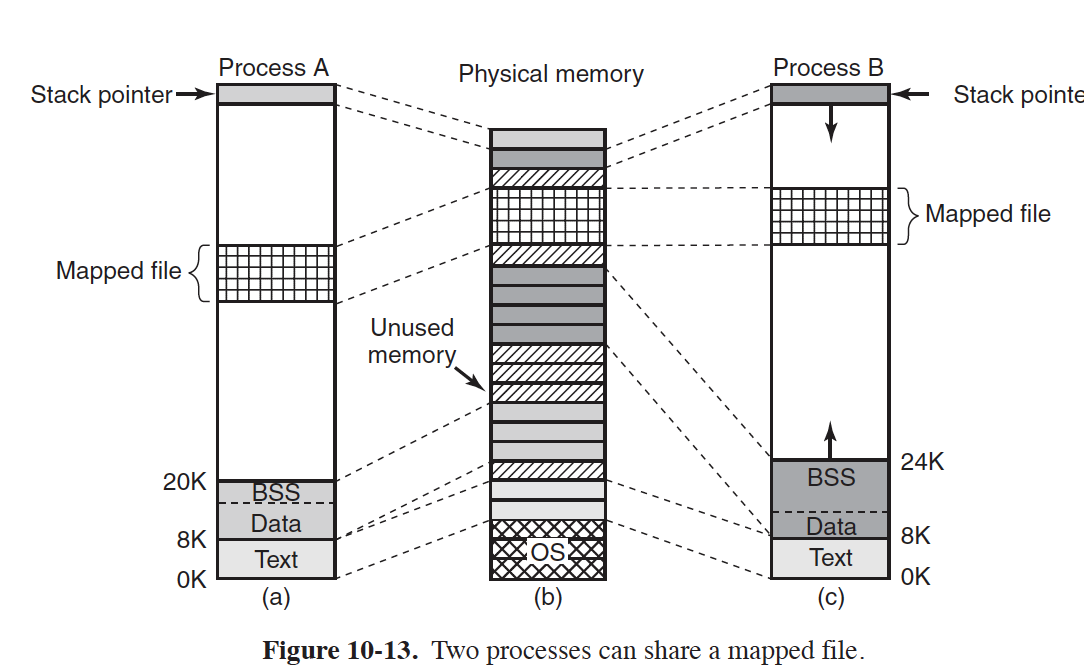 Process A
Physical memory
Process B
Stack pointer
Stack pointe
Mapped file
Mapped file
Unused
memory
20K
BSS
Data
8K
Text
0K
OS
24K
BSS
Data
8K
Text
0K
(a)
(b)
(c)
Figure 10-13. Two processes can share a mapped file.